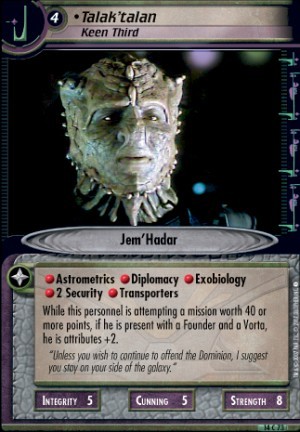 4
•Talak'talan
Keen Third
Jem'Hadar
Astrometrics Diplomacy Exobiology
2 Security Transporters
While this personnel is attempting a mission worth 40 or more points, if he is present with a Founder and a Vorta, he is attributes +2.
"Unless you wish to continue to offend the Dominion, I suggest you stay on your side of the galaxy."
INTEGRITY 5 CUNNING 5 STRENGTH 8
14 C 73